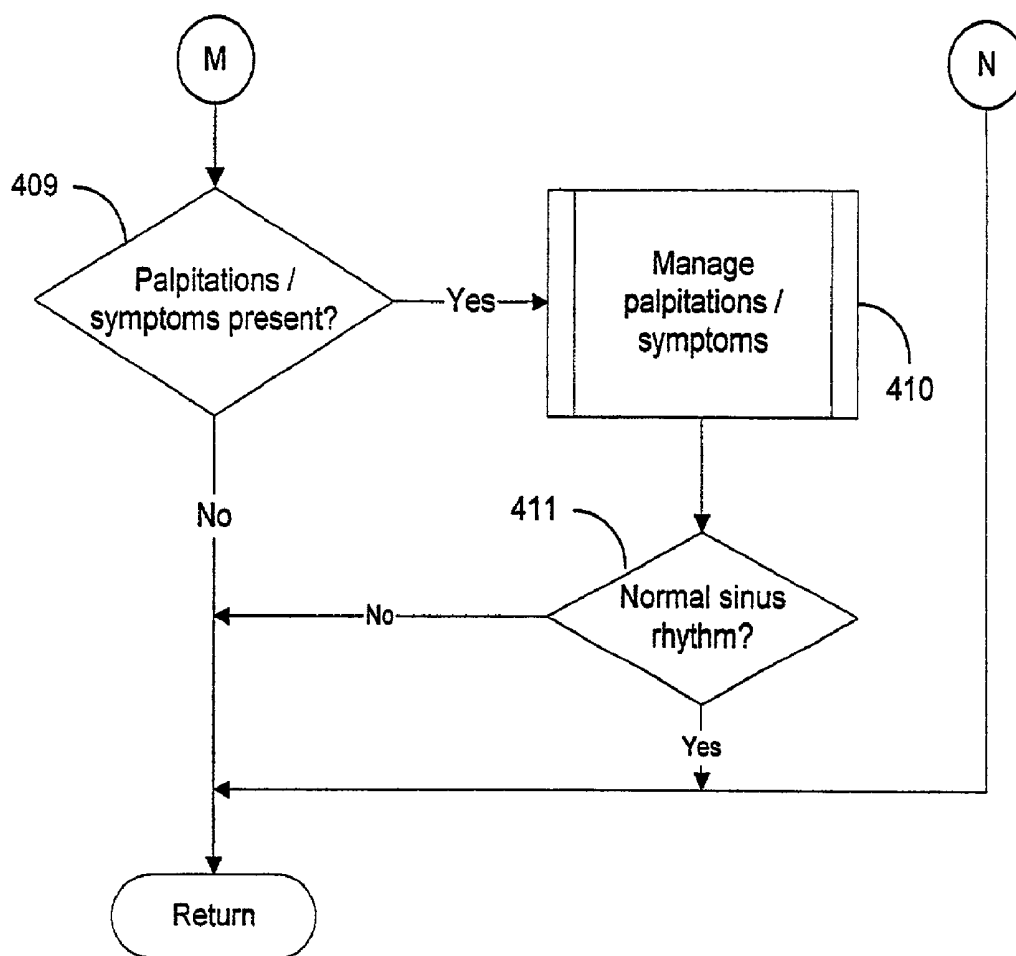 M
N
409
Palpitations /
symptoms present?
Yes
Manage
palpitations /
symptoms
410
No
411
Normal sinus
rhythm?
No
Yes
Return